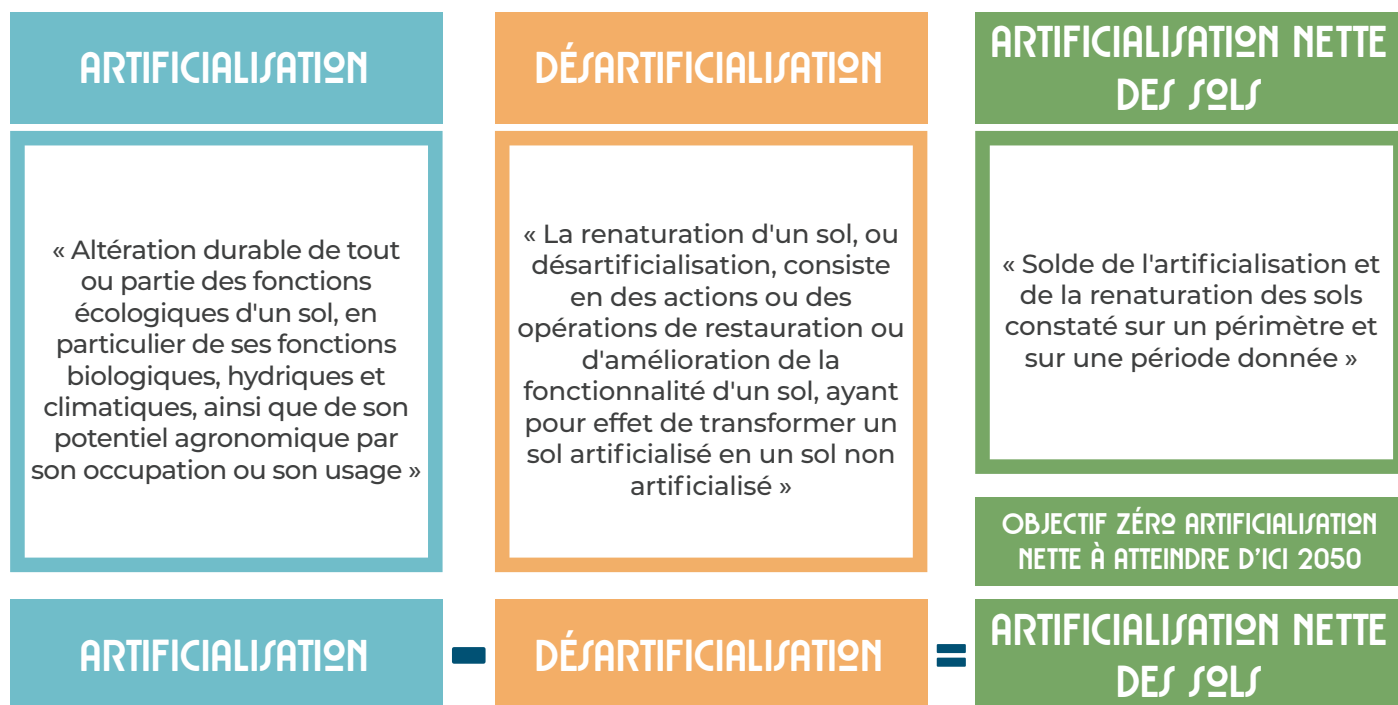 ARTIFICIALISATION
« Altération durable de tout
ou partie des fonctions
écologiques d'un sol, en
particulier de ses fonctions
biologiques, hydriques et
climatiques, ainsi que de son
potentiel agronomique par
son occupation ou son usage »
DÉSARTIFICIALISATION
« La renaturation d'un sol, ou
désartificialisation, consiste
en des actions ou des
opérations de restauration ou
d'amélioration de la
fonctionnalité d'un sol, ayant
pour effet de transformer un
sol artificialisé en un sol non
artificialisé »
ARTIFICIALISATION NETTE
DES SOLS
« Solde de l'artificialisation et
de la renaturation des sols
constaté sur un périmètre et
sur une période donnée »
OBJECTIF ZÉRO ARTIFICIALISATION
NETTE À ATTEINDRE D'ICI 2050
ARTIFICIALISATION
-
DÉSARTIFICIALISATION
=
ARTIFICIALISATION NETTE
DES SOLS